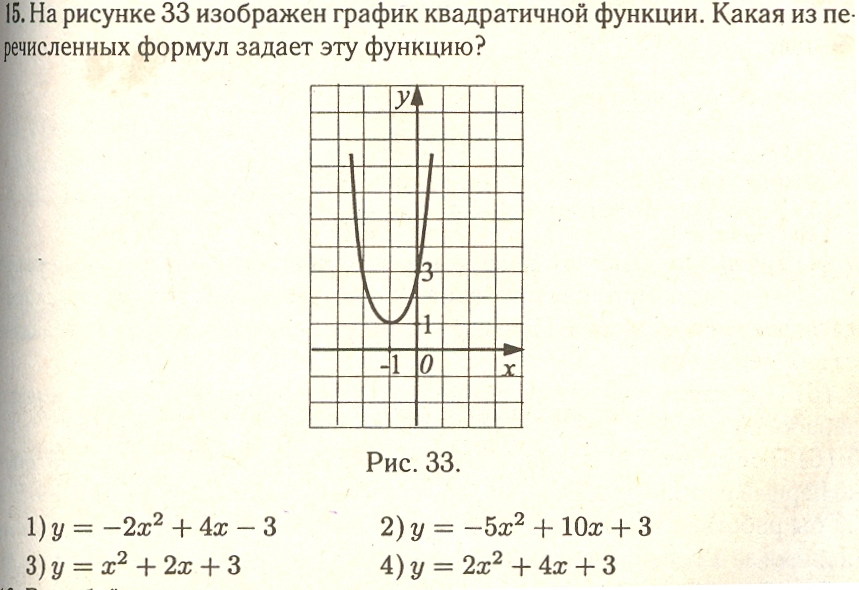 15. На рисунке 33 изображен график квадратичной функции. Какая из пе-
речисленных формул задает эту функцию?
y
3
1
-1 0 x
Рис. 33.
1) y = −2x² + 4x − 3 2) y = −5x² + 10x + 3
3) y = x² + 2x + 3 4) y = 2x² + 4x + 3